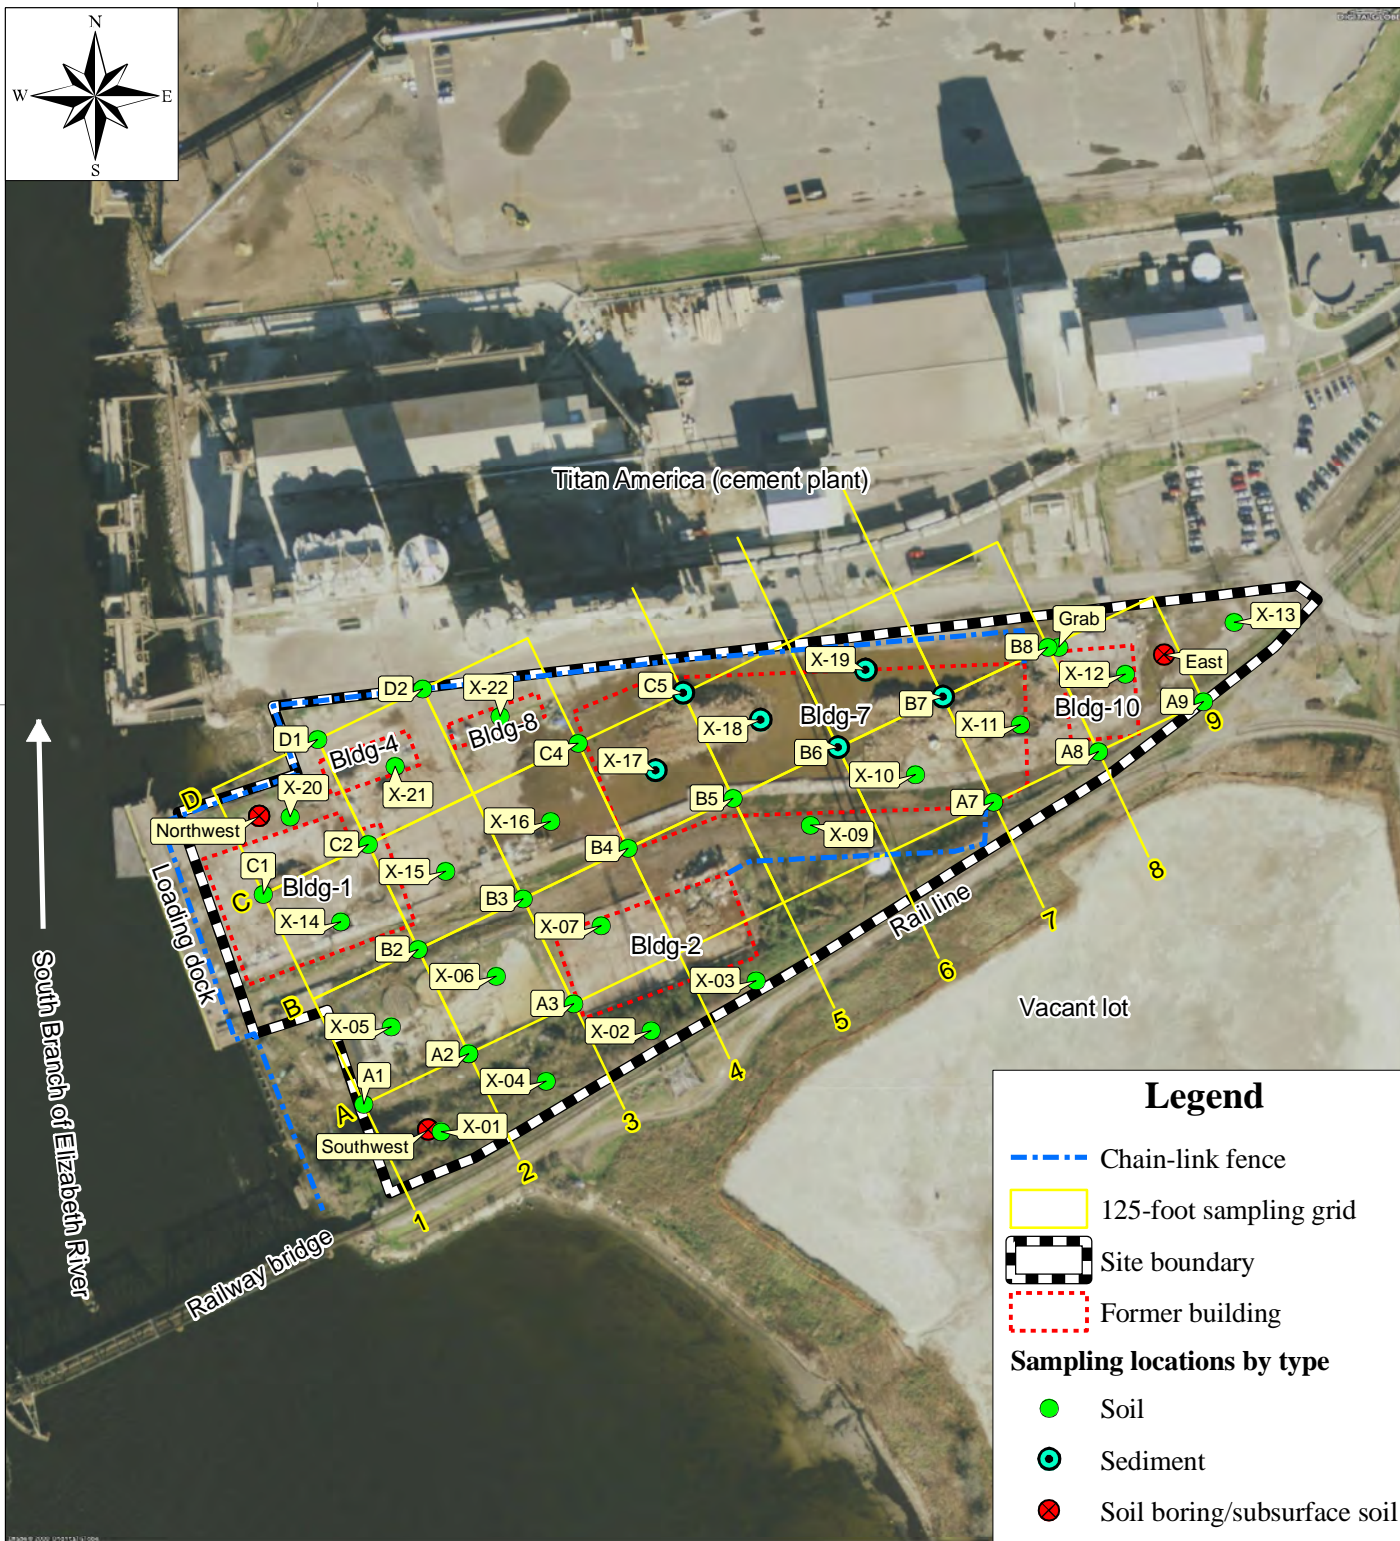 N
W E
S
DIGITALGLOBE
Titan America (cement plant)
Grab
X-13
B8
X-19
X-12
East
D2
X-22
C5
B7
A9
Bldg-10
9
Bldg-8
X-18
Bldg-7
X-11
D1
Bldg-4
C4
B6
A8
X-17
X-10
D
X-20
X-21
B5
A7
Northwest
X-16
X-09
C2
B4
8
C1
X-15
Bldg-1
C
B3
Rail line
7
X-14
X-07
Loading dock
B2
Bldg-2
X-06
X-03
6
B
A3
Vacant lot
X-05
X-02
5
A2
A1
X-04
4
A
3
Southwest
X-01
2
1
South Branch of Elizabeth River
Railway bridge
Legend
Chain-link fence
125-foot sampling grid
Site boundary
Former building
Sampling locations by type
Soil
Sediment
Soil boring/subsurface soil